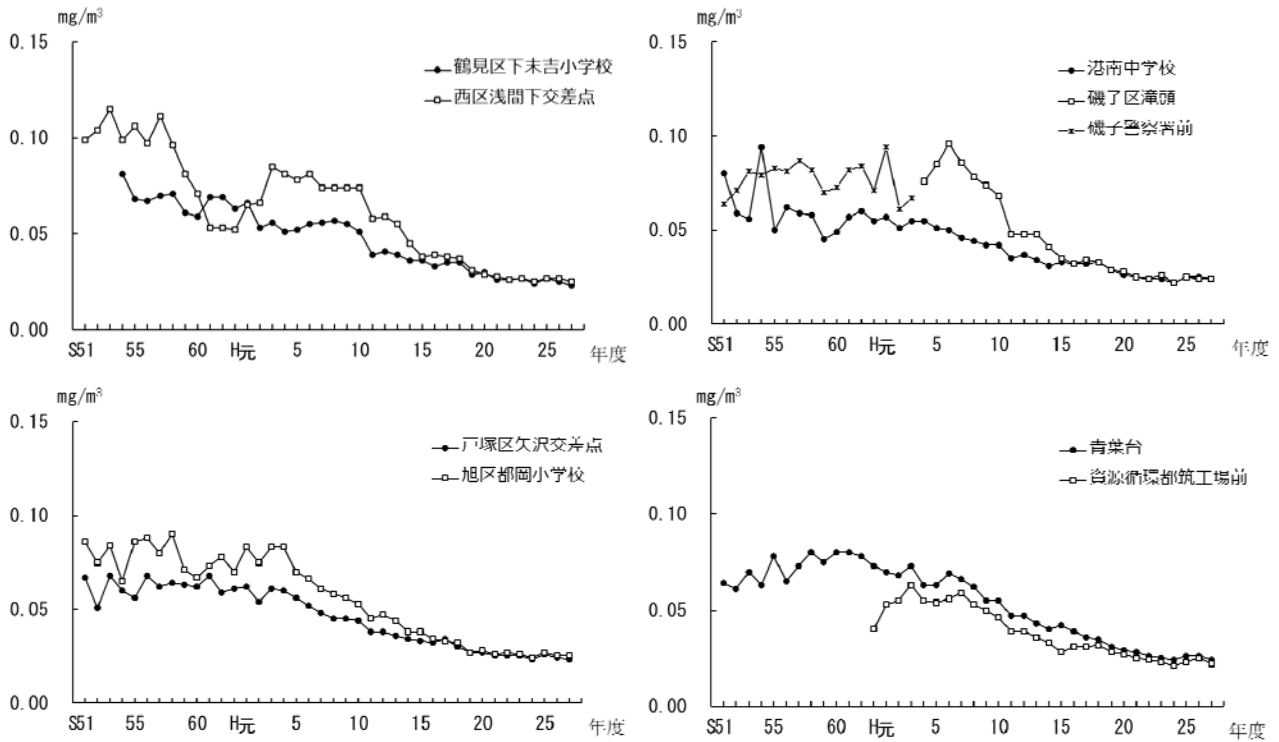 mg/m³
0.15
0.10
0.05
0.00
鶴見区下末吉小学校
西区浅間下交差点
S51 55 60 H元 5 10 15 20 25 年度
mg/m³
0.15
0.10
0.05
0.00
港南中学校
磯子区滝頭
磯子警察署前
S51 55 60 H元 5 10 15 20 25 年度
mg/m³
0.15
0.10
0.05
0.00
戸塚区矢沢交差点
旭区都岡小学校
S51 55 60 H元 5 10 15 20 25 年度
mg/m³
0.15
0.10
0.05
0.00
青葉台
資源循環都筑工場前
S51 55 60 H元 5 10 15 20 25 年度